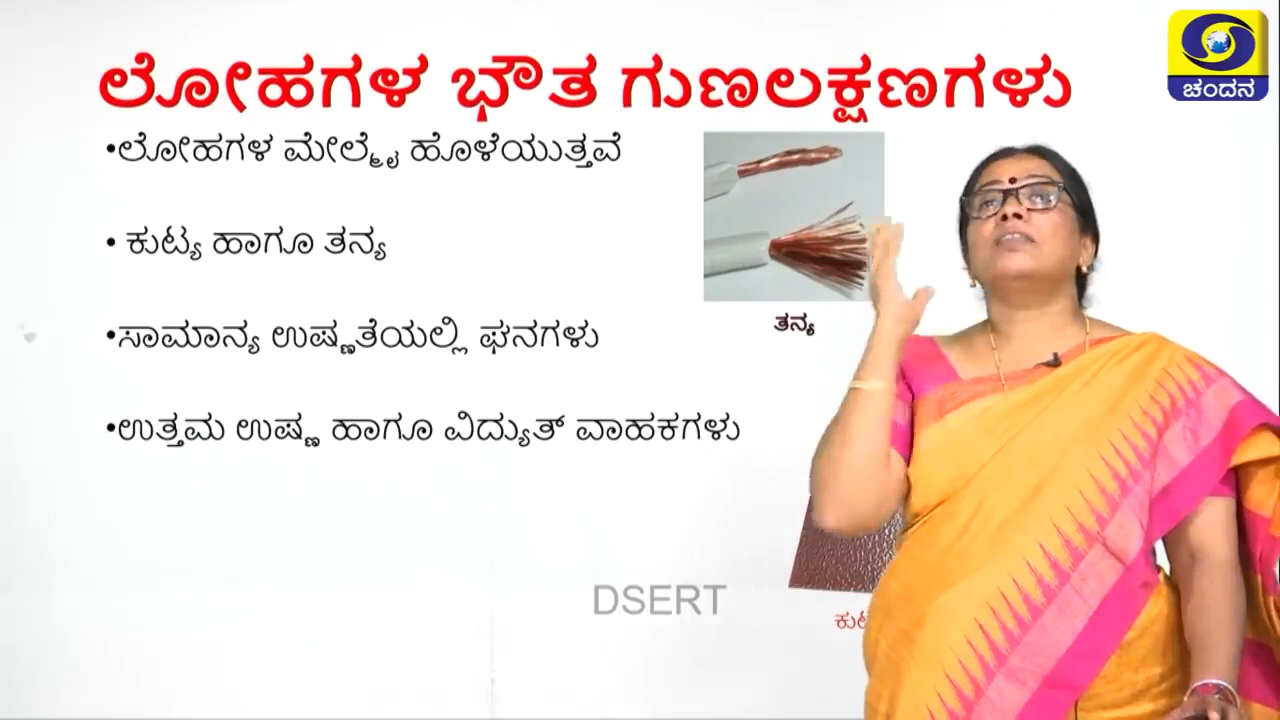 ಲೋಹಗಳ ಭೌತ ಗುಣಲಕ್ಷಣಗಳು
ಚಂದನ
•ಲೋಹಗಳ ಮೇಲ್ಮೈ ಹೊಳೆಯುತ್ತವೆ
• ಕುಟ್ಯ ಹಾಗೂ ತನ್ಯ
ತನ್ಯ
•ಸಾಮಾನ್ಯ ಉಷ್ಣತೆಯಲ್ಲಿ ಘನಗಳು
•ಉತ್ತಮ ಉಷ್ಣ ಹಾಗೂ ವಿದ್ಯುತ್ ವಾಹಕಗಳು
DSERT